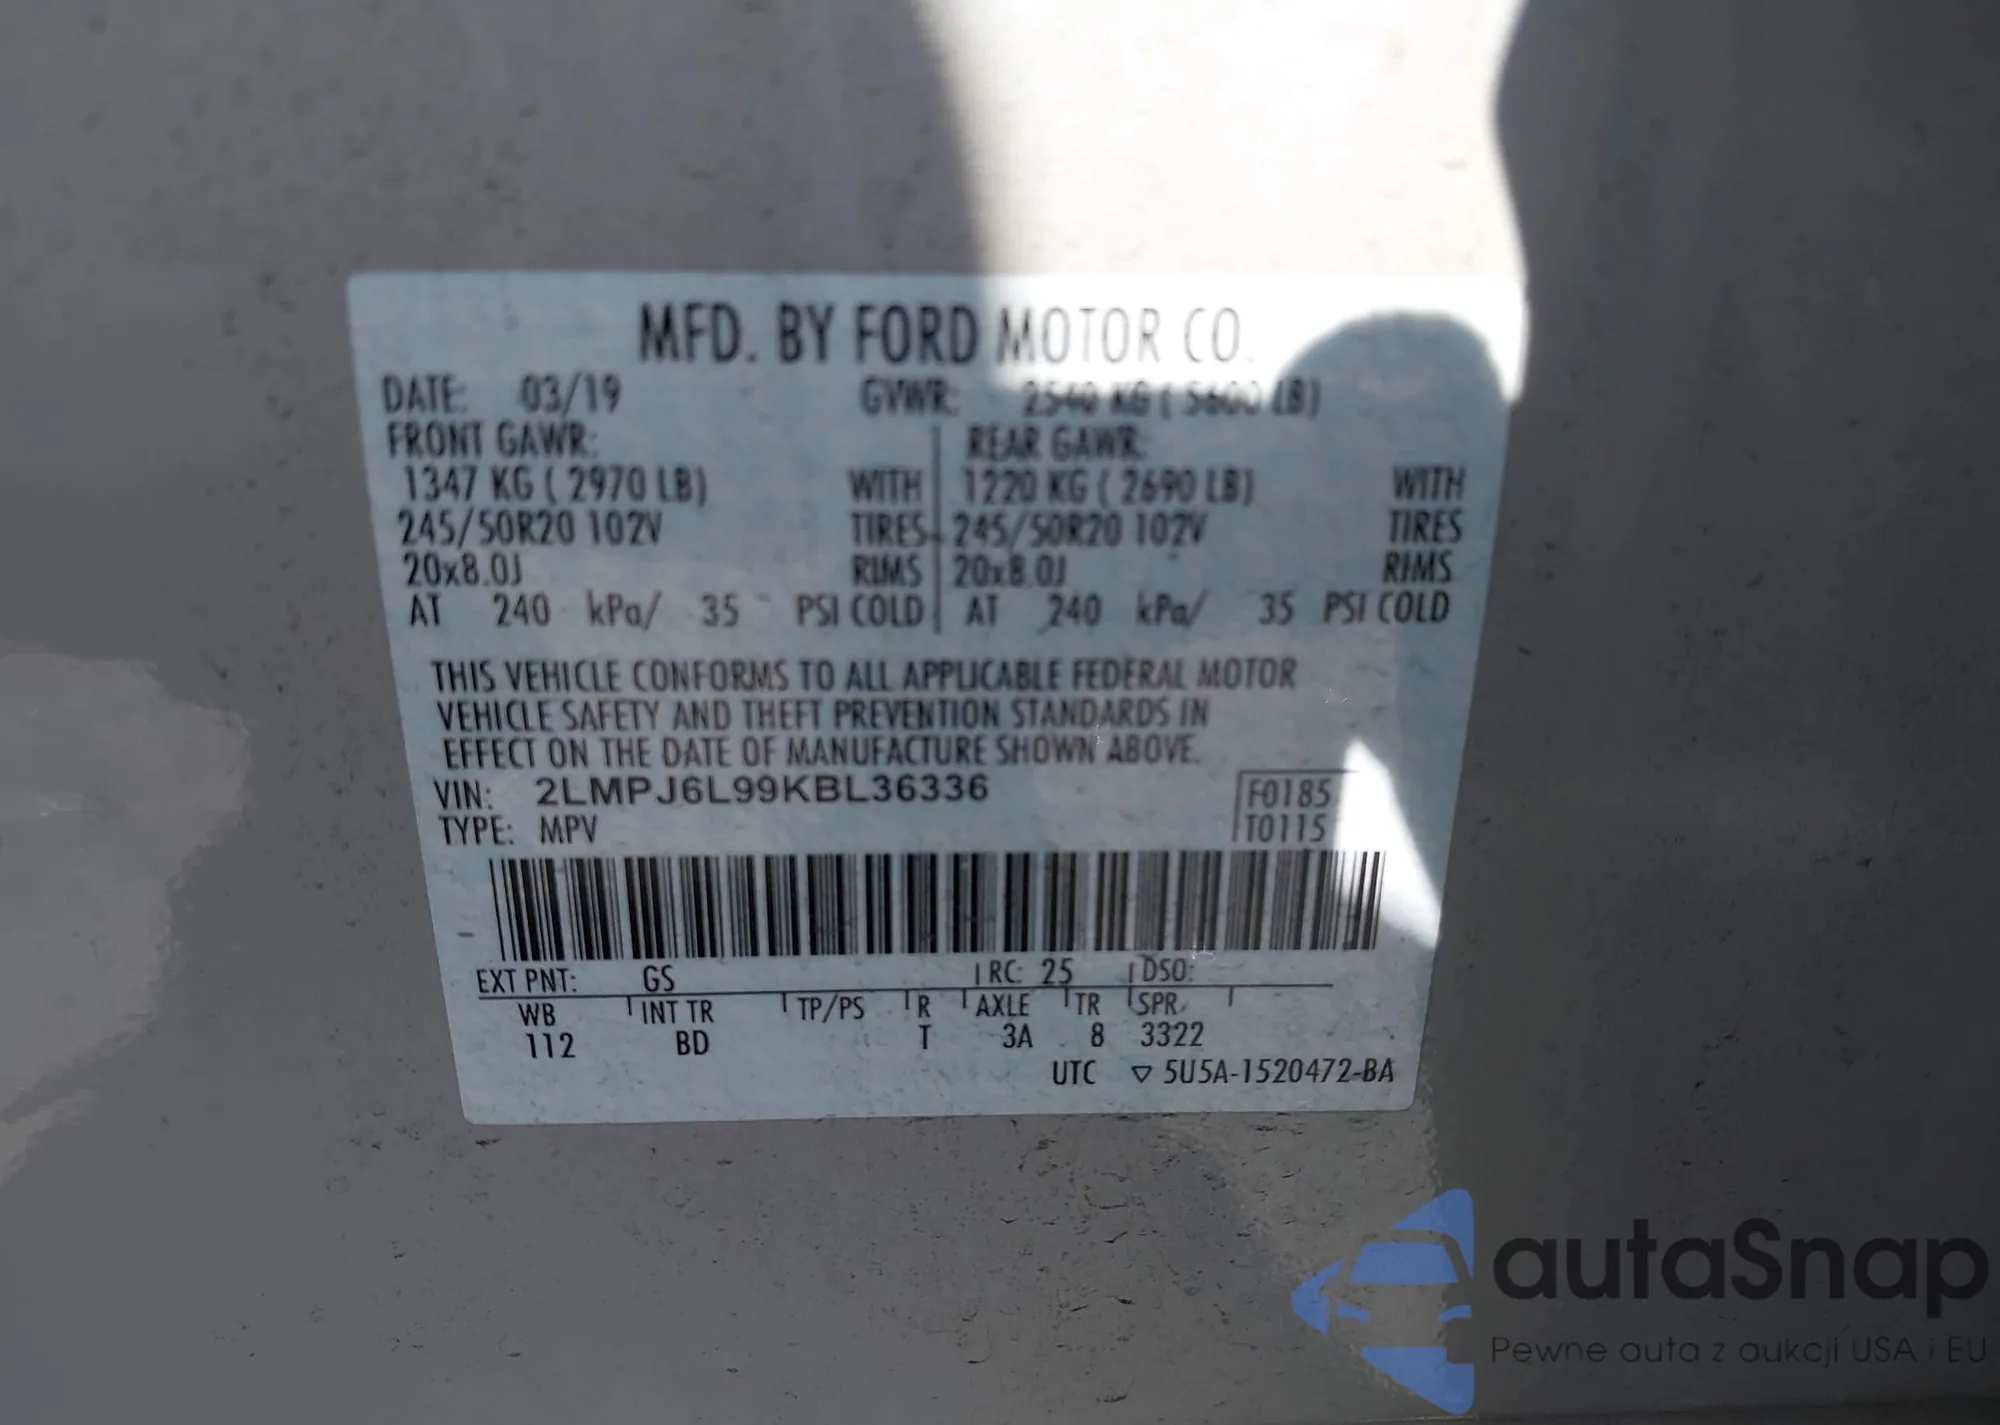 MFD. BY FORD MOTOR CO.
DATE: 03/19 GVWR: 2540 KG ( 5600 LB)
FRONT GAWR: REAR GAWR:
1347 KG ( 2970 LB) WITH 1220 KG ( 2690 LB) WITH
245/50R20 102V TIRES 245/50R20 102V TIRES
20x8.0J RIMS 20x8.0J RIMS
AT 240 kPa/ 35 PSI COLD AT 240 kPa/ 35 PSI COLD
THIS VEHICLE CONFORMS TO ALL APPLICABLE FEDERAL MOTOR
VEHICLE SAFETY AND THEFT PREVENTION STANDARDS IN
EFFECT ON THE DATE OF MANUFACTURE SHOWN ABOVE.
VIN: 2LMPJ6L99KBL36336 F0185
TYPE: MPV T0115
EXT PNT: GS RC: 25 DSO:
WB INT TR TP/PS R AXLE TR SPR
112 BD T 3A 8 3322
UTC ▽ 5U5A-1520472-BA
autaSnap
Pewne auta z aukcji USA i EU